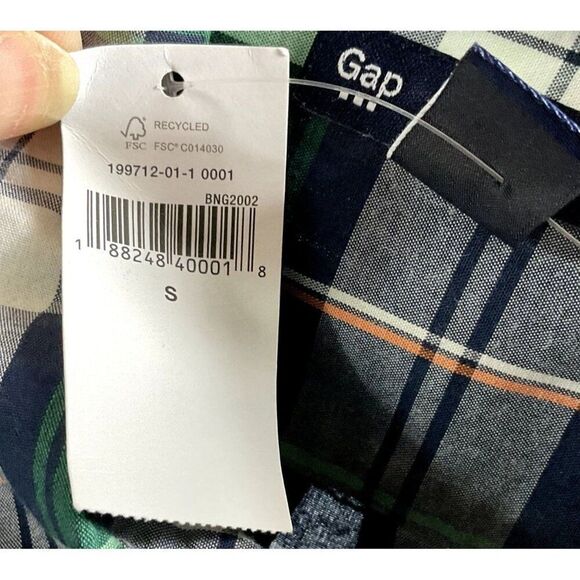 Gap
RECYCLED
FSC FSC® C014030
199712-01-1 0001
BNG2002
1 88248 40001 8
S